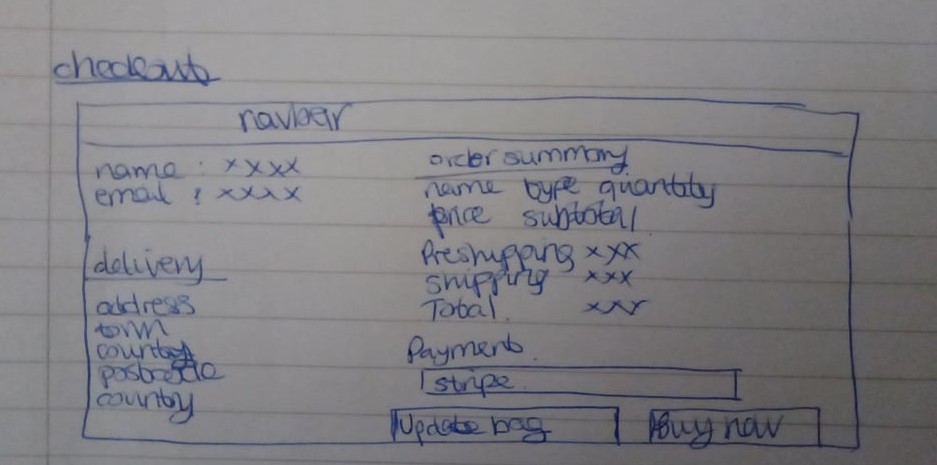 checkout
navbar
name : xxxx
email : xxxx
delivery
address
town
county
postcode
country
order summary
name type quantity
price subtotal
Preshipping xxx
shipping xxx
Total xxx
Payment
stripe
Update bag
Buy now